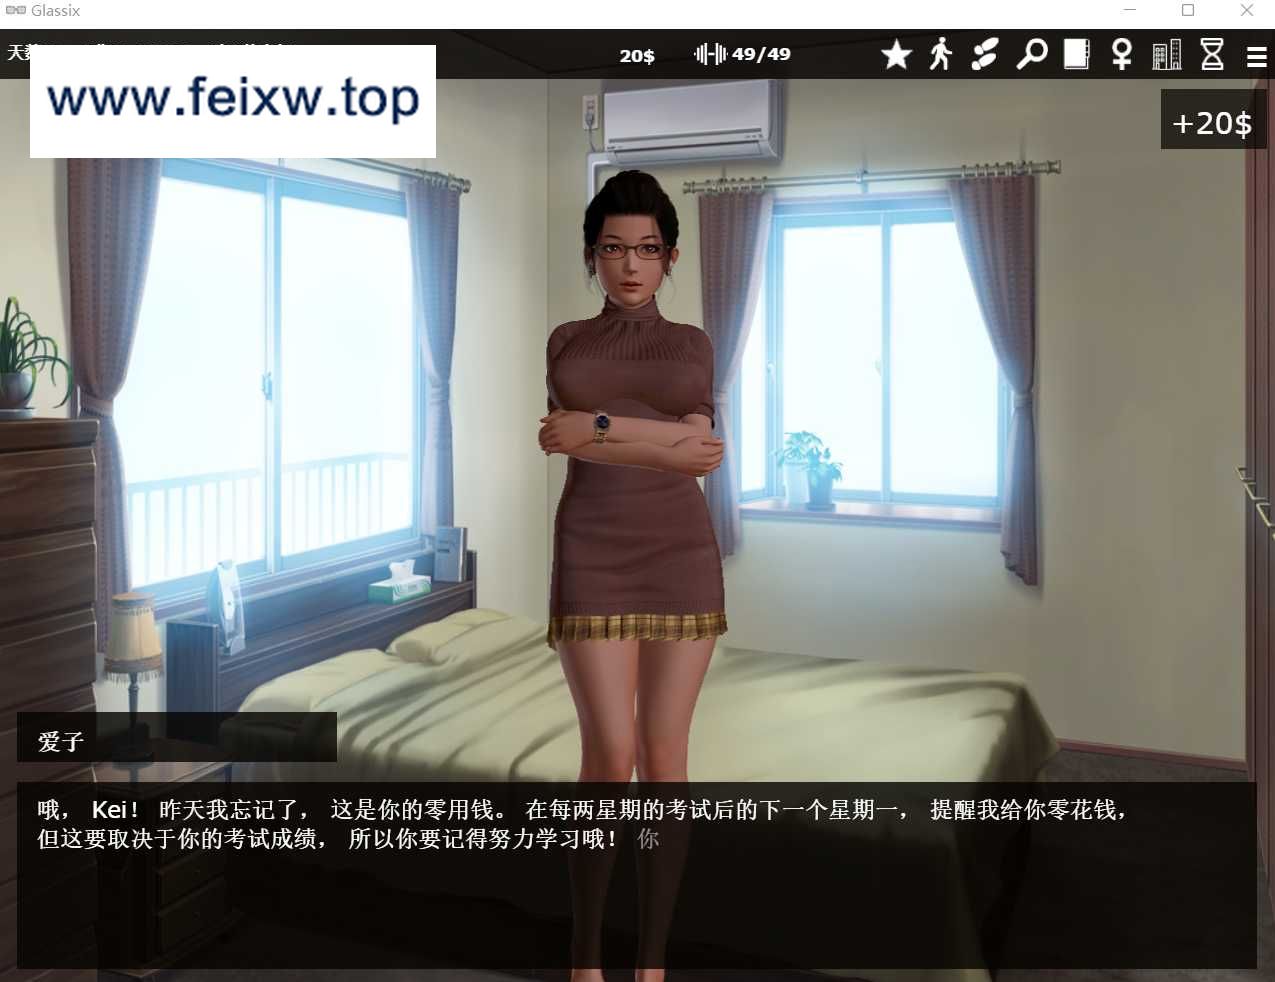 Glassix
20$
49/49
www.feixw.top
+20$
爱子
哦， Kei！ 昨天我忘记了， 这是你的零用钱。 在每两星期的考试后的下一个星期一， 提醒我给你零花钱，
但这要取决于你的考试成绩， 所以你要记得努力学习哦！ 你